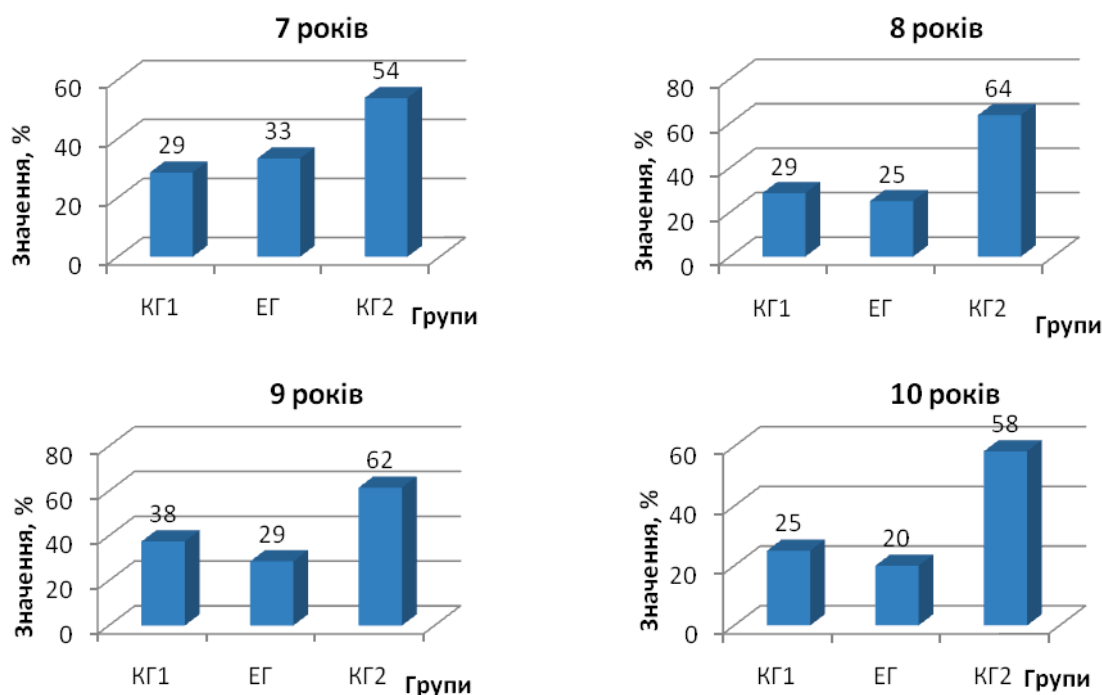 7 років
60
40
20
0
Значення, %
29
33
54
КГ1 ЕГ КГ2
Групи
8 років
80
60
40
20
0
Значення, %
29
25
64
КГ1 ЕГ КГ2
Групи
9 років
80
60
40
20
0
Значення, %
38
29
62
КГ1 ЕГ КГ2
Групи
10 років
60
40
20
0
Значення, %
25
20
58
КГ1 ЕГ КГ2
Групи